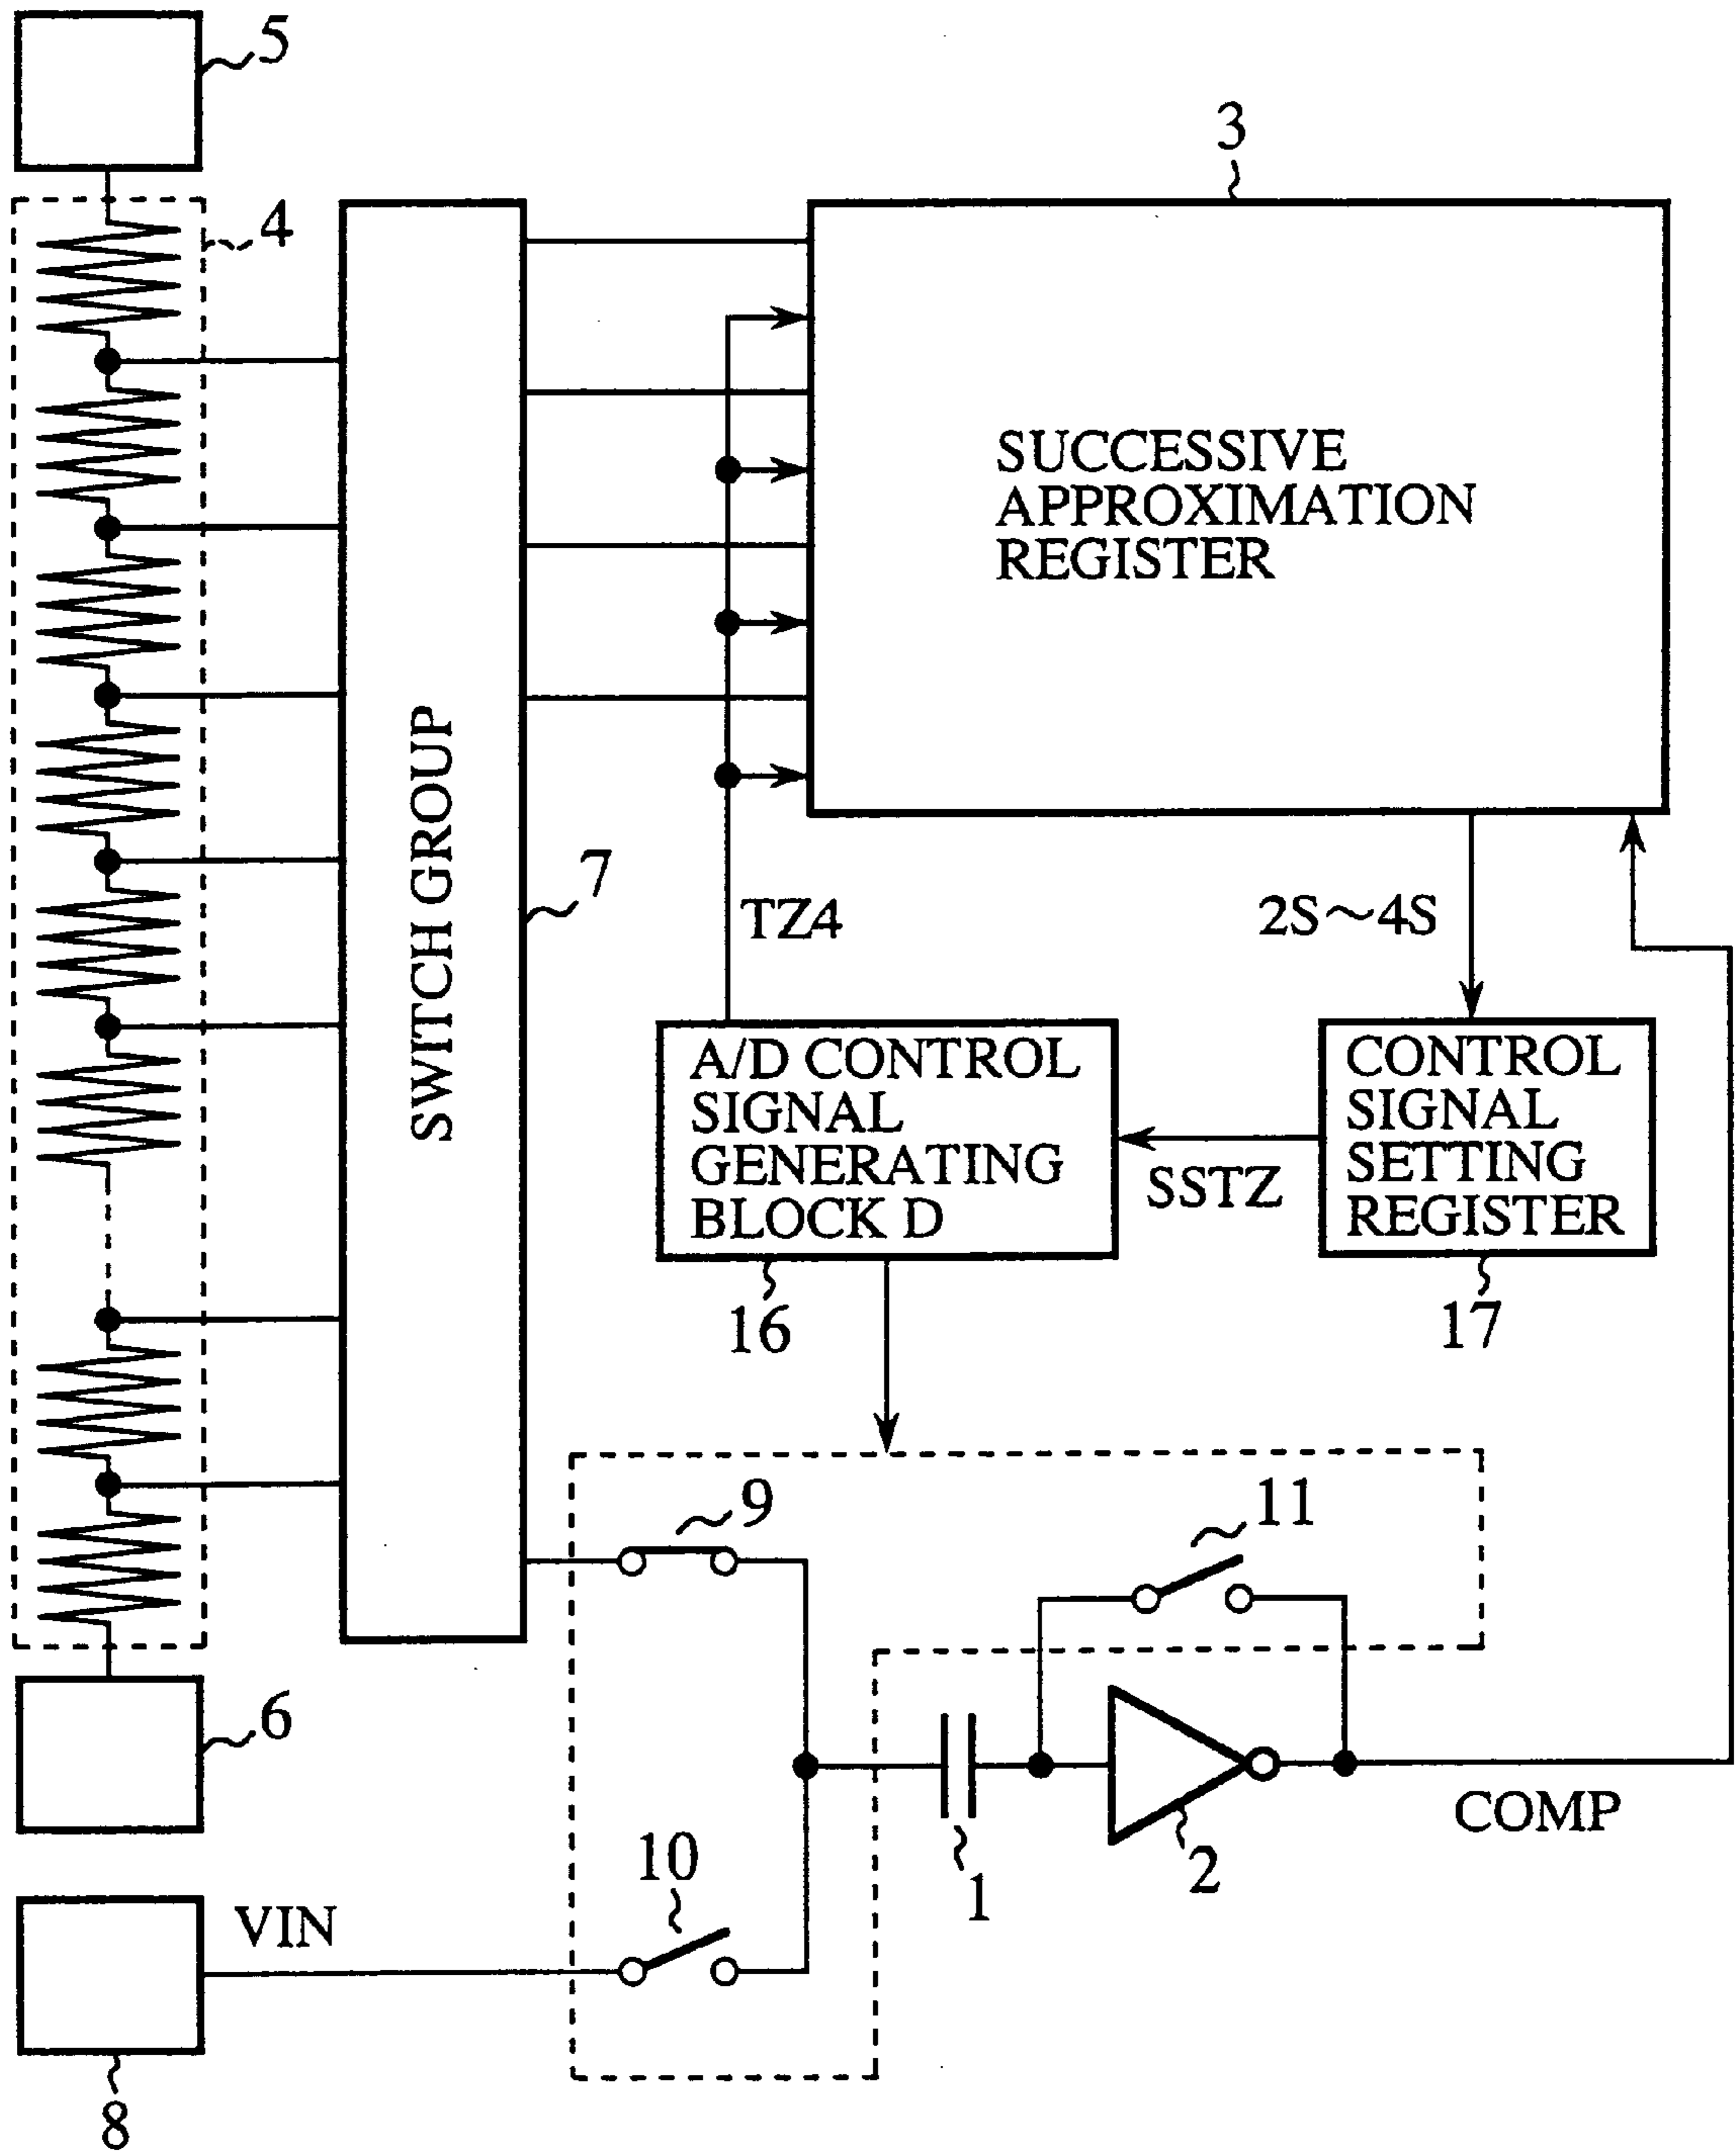 5
3
4
SUCCESSIVE
APPROXIMATION
REGISTER
SWITCH GROUP
7
TZ4
2S～4S
A/D CONTROL
SIGNAL
GENERATING
BLOCK D
SSTZ
CONTROL
SIGNAL
SETTING
REGISTER
16
17
9
11
6
10
1
2
COMP
VIN
8